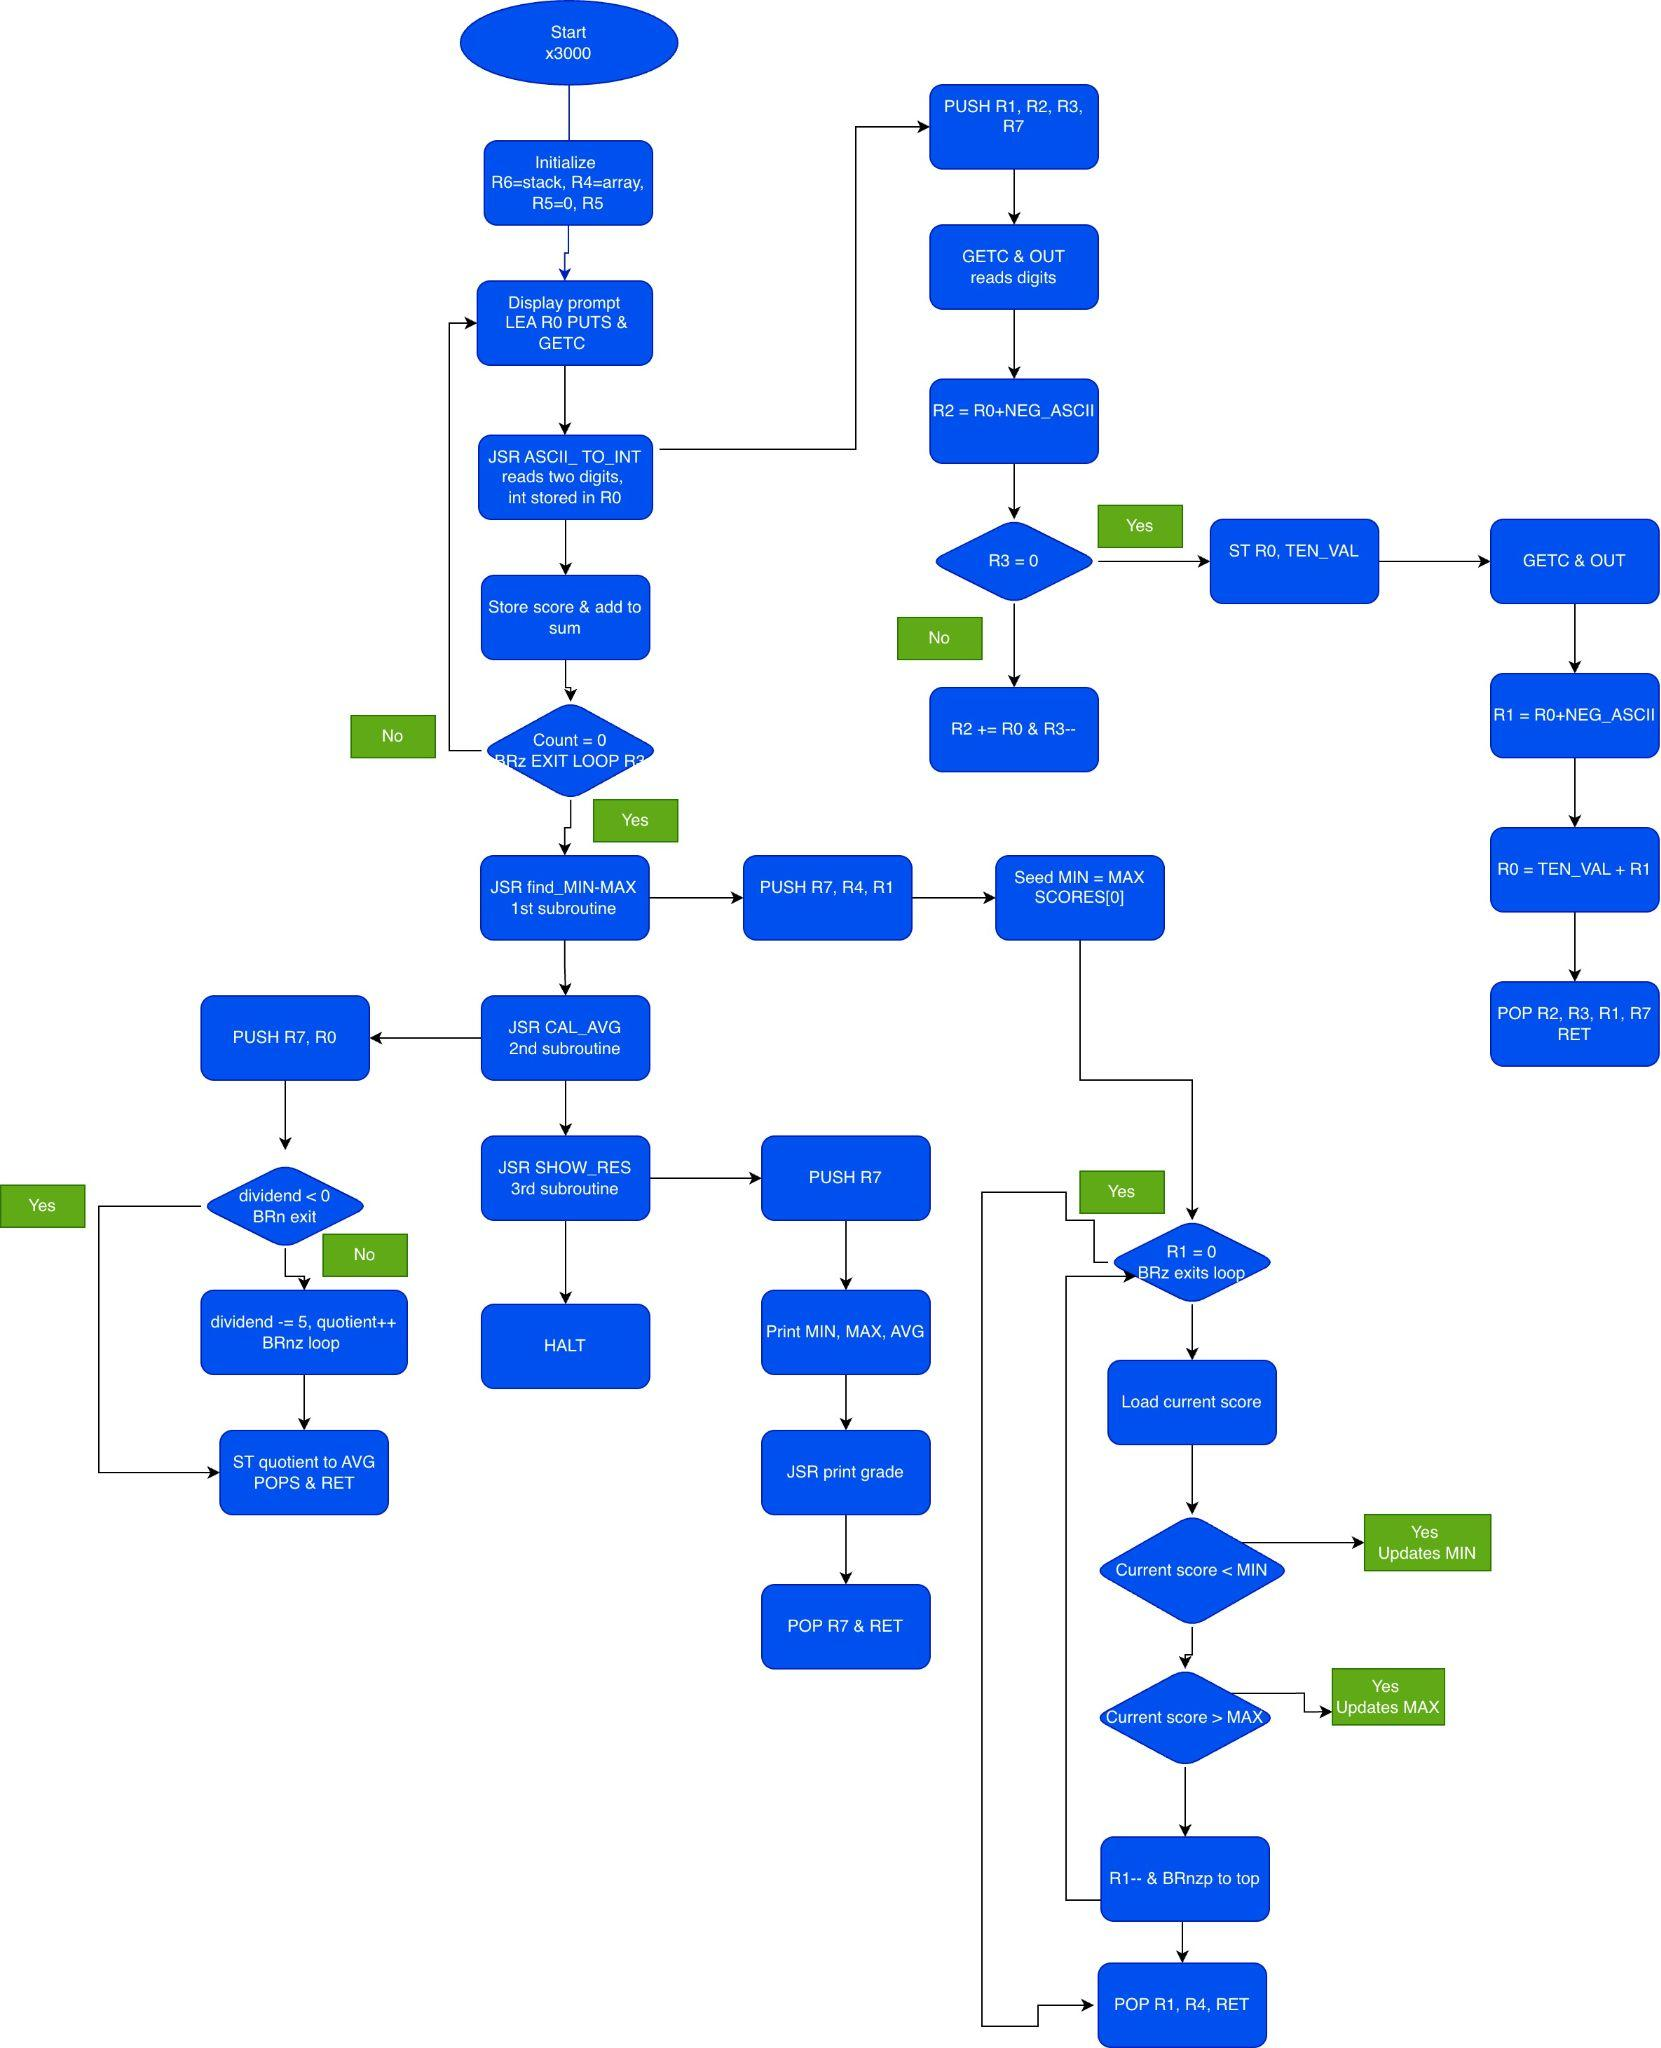 Start
x3000
Initialize
R6=stack, R4=array,
R5=0, R5
Display prompt
LEA R0 PUTS &
GETC
JSR ASCII_ TO_INT
reads two digits,
int stored in R0
Store score & add to
sum
Count = 0
BRz EXIT LOOP R3
No
Yes
PUSH R1, R2, R3,
R7
GETC & OUT
reads digits
R2 = R0+NEG_ASCII
R3 = 0
Yes
No
R2 += R0 & R3--
ST R0, TEN_VAL
GETC & OUT
R1 = R0+NEG_ASCII
R0 = TEN_VAL + R1
POP R2, R3, R1, R7
RET
JSR find_MIN-MAX
1st subroutine
PUSH R7, R4, R1
Seed MIN = MAX
SCORES[0]
JSR CAL_AVG
2nd subroutine
PUSH R7, R0
dividend < 0
BRn exit
Yes
No
dividend -= 5, quotient++
BRnz loop
ST quotient to AVG
POPS & RET
JSR SHOW_RES
3rd subroutine
HALT
PUSH R7
Print MIN, MAX, AVG
JSR print grade
POP R7 & RET
Yes
R1 = 0
BRz exits loop
Load current score
Current score < MIN
Yes
Updates MIN
Current score > MAX
Yes
Updates MAX
R1-- & BRnzp to top
POP R1, R4, RET